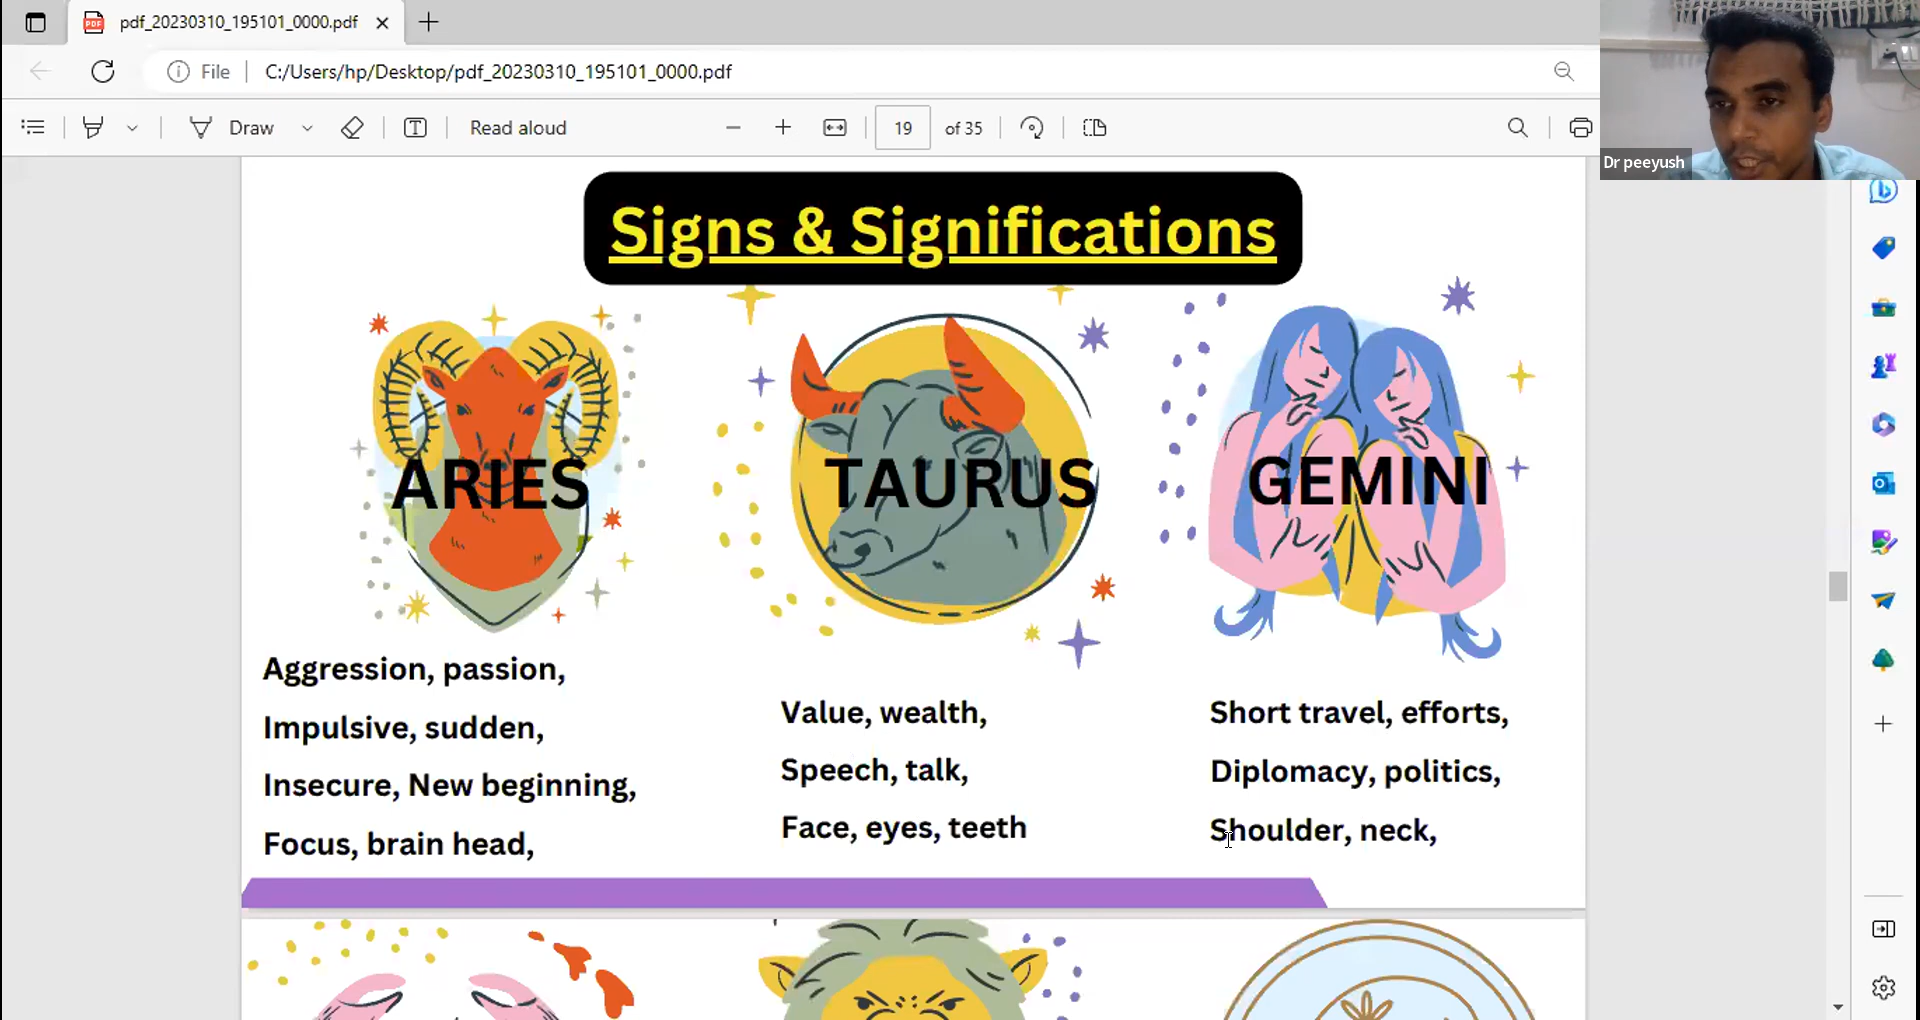 pdf_20230310_195101_0000.pdf
File
C:/Users/hp/Desktop/pdf_20230310_195101_0000.pdf
Draw
Read aloud
19 of 35
Dr peeyush
Signs & Significations
ARIES
TAURUS
GEMINI
Aggression, passion,
Impulsive, sudden,
Insecure, New beginning,
Focus, brain head,
Value, wealth,
Speech, talk,
Face, eyes, teeth
Short travel, efforts,
Diplomacy, politics,
Shoulder, neck,